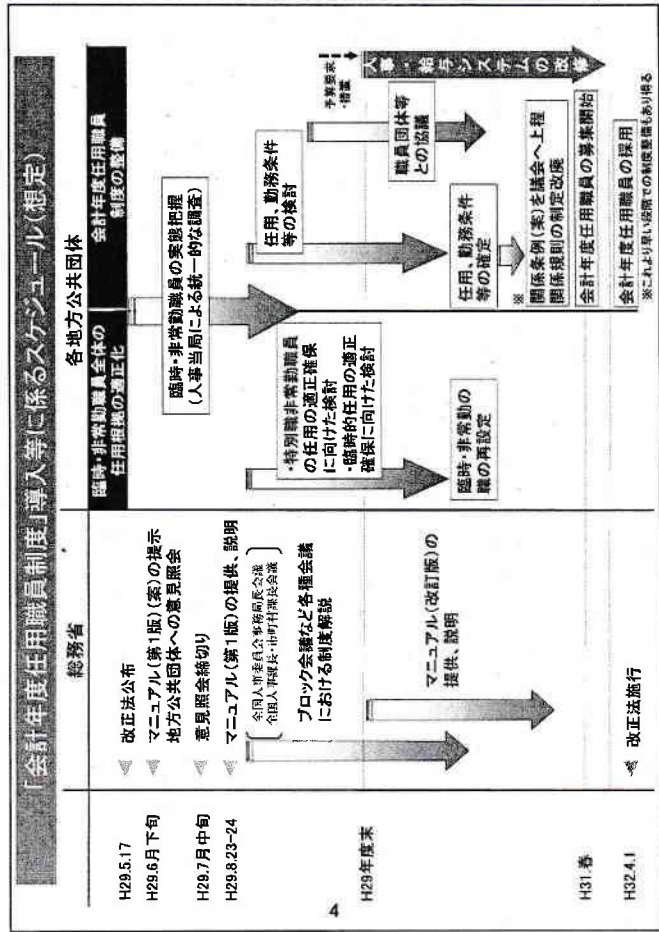 「会計年度任用職員制度」導入等に係るスケジュール(想定)
総務省
各地方公共団体
臨時・非常勤職員全体の
任用根拠の適正化
会計年度任用職員
制度の整備
H29.5.17
改正法公布
H29.6月下旬
マニュアル(第1版)(案)の提示
地方公共団体への意見照会
H29.7月中旬
意見照会締切り
H29.8.23-24
マニュアル(第1版)の提供、説明
全国人事委員会事務局長会議
全国人事課長・市町村課長会議
ブロック会議など各種会議
における制度解説
臨時・非常勤職員の実態把握
(人事当局による統一的な調査)
・特別職非常勤職員
の任用の適正確保
に向けた検討
・臨時的任用の適正
確保に向けた検討
任用、勤務条件
等の検討
予算要求
・措置
H29年度末
マニュアル(改訂版)の
提供、説明
臨時・非常勤の
職の再設定
職員団体等
との協議
人事・給与システムの改修
任用、勤務条件
等の確定
※
関係条例(案)を議会へ上程
関係規則の制定改廃
H31.春
会計年度任用職員の募集開始
H32.4.1
改正法施行
会計年度任用職員の採用
※これより早い段階での制度整備もあり得る
4